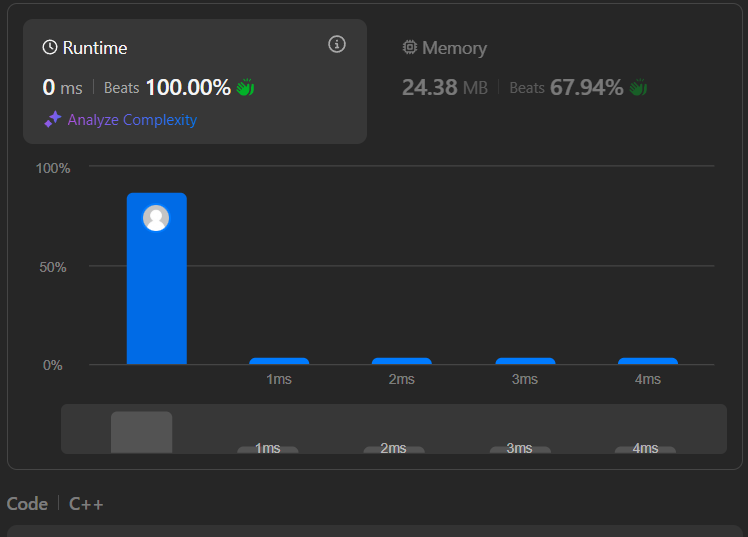 Runtime
0 ms | Beats 100.00%
Analyze Complexity
Memory
24.38 MB | Beats 67.94%
100%
50%
0%
1ms 2ms 3ms 4ms
1ms 2ms 3ms 4ms
Code | C++